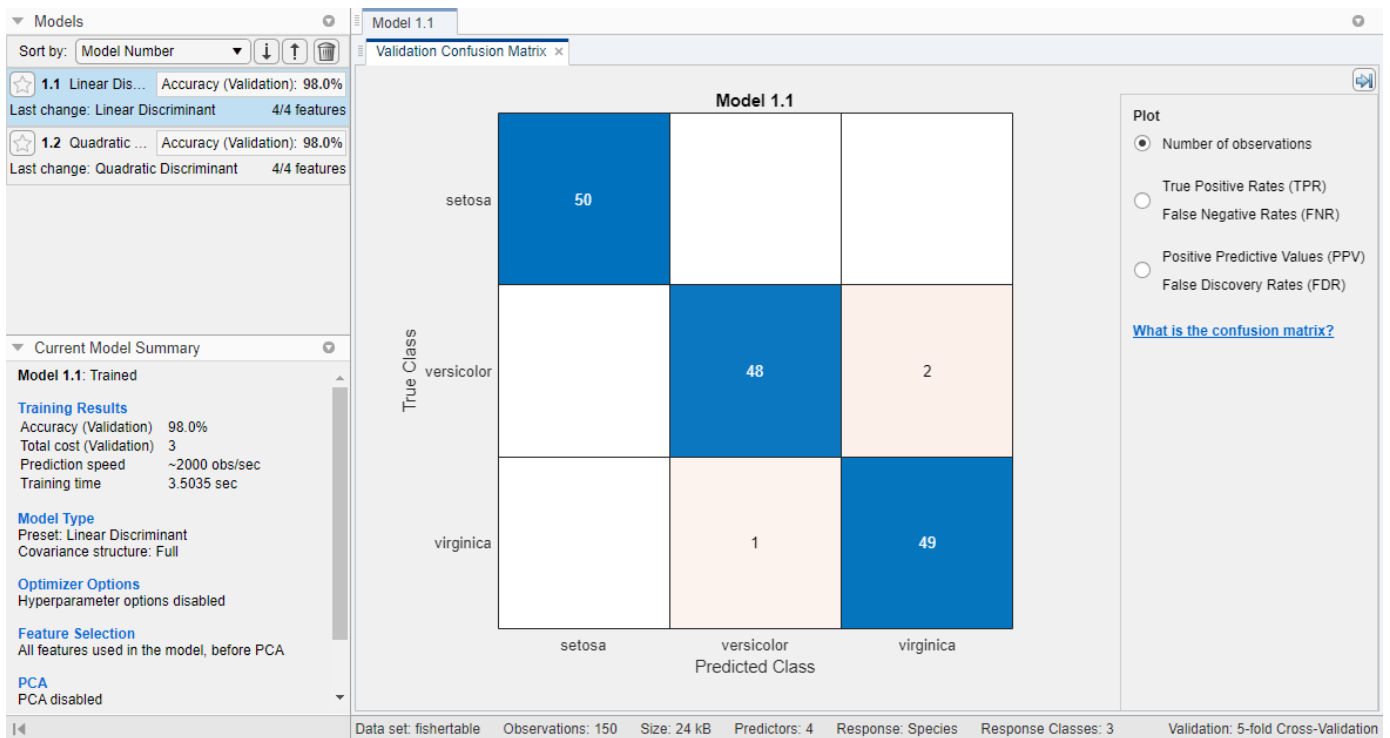 Models
Sort by: Model Number
1.1 Linear Dis... Accuracy (Validation): 98.0%
Last change: Linear Discriminant 4/4 features
1.2 Quadratic ... Accuracy (Validation): 98.0%
Last change: Quadratic Discriminant 4/4 features
Current Model Summary
Model 1.1: Trained
Training Results
Accuracy (Validation) 98.0%
Total cost (Validation) 3
Prediction speed ~2000 obs/sec
Training time 3.5035 sec
Model Type
Preset: Linear Discriminant
Covariance structure: Full
Optimizer Options
Hyperparameter options disabled
Feature Selection
All features used in the model, before PCA
PCA
PCA disabled
Model 1.1
Validation Confusion Matrix ×
Model 1.1
True Class
setosa 50
versicolor 48 2
virginica 1 49
setosa versicolor virginica
Predicted Class
Plot
Number of observations
True Positive Rates (TPR)
False Negative Rates (FNR)
Positive Predictive Values (PPV)
False Discovery Rates (FDR)
What is the confusion matrix?
Data set: fishertable Observations: 150 Size: 24 kB Predictors: 4 Response: Species Response Classes: 3 Validation: 5-fold Cross-Validation